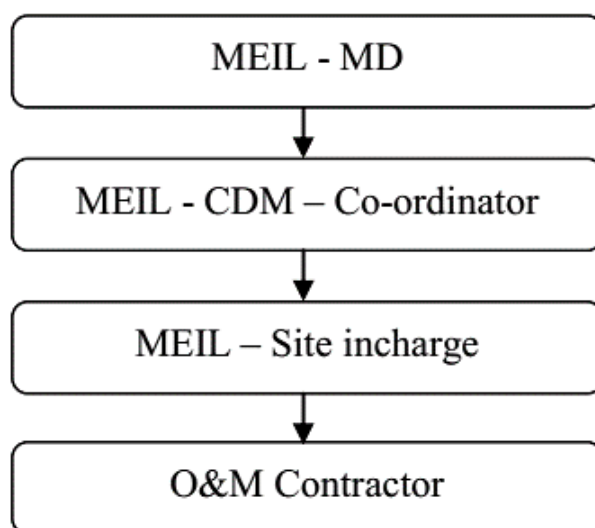 MEIL - MD
MEIL - CDM – Co-ordinator
MEIL – Site incharge
O&M Contractor